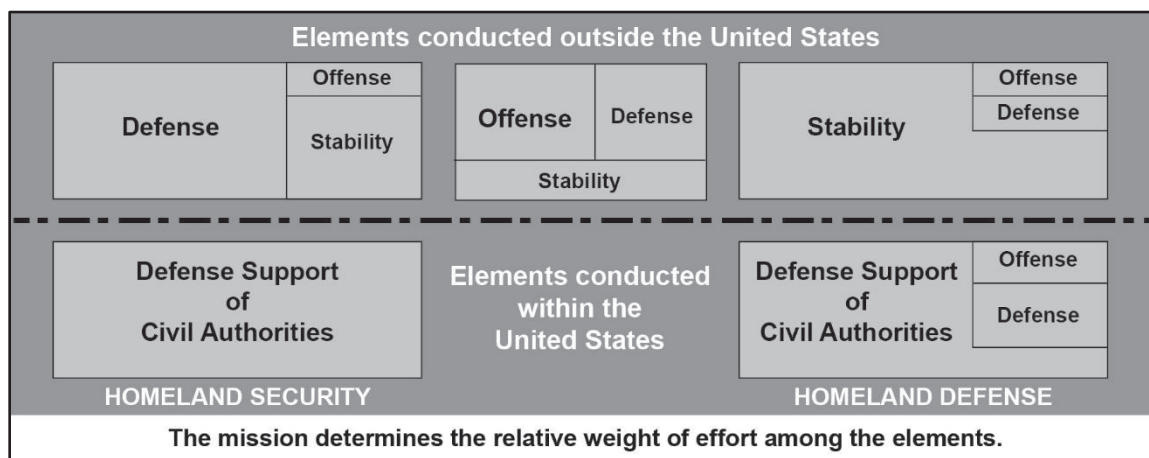 Elements conducted outside the United States
Defense
Offense
Stability
Offense
Defense
Stability
Stability
Offense
Defense
Defense Support
of
Civil Authorities
HOMELAND SECURITY
Elements conducted
within the
United States
Defense Support
of
Civil Authorities
Offense
Defense
HOMELAND DEFENSE
The mission determines the relative weight of effort among the elements.